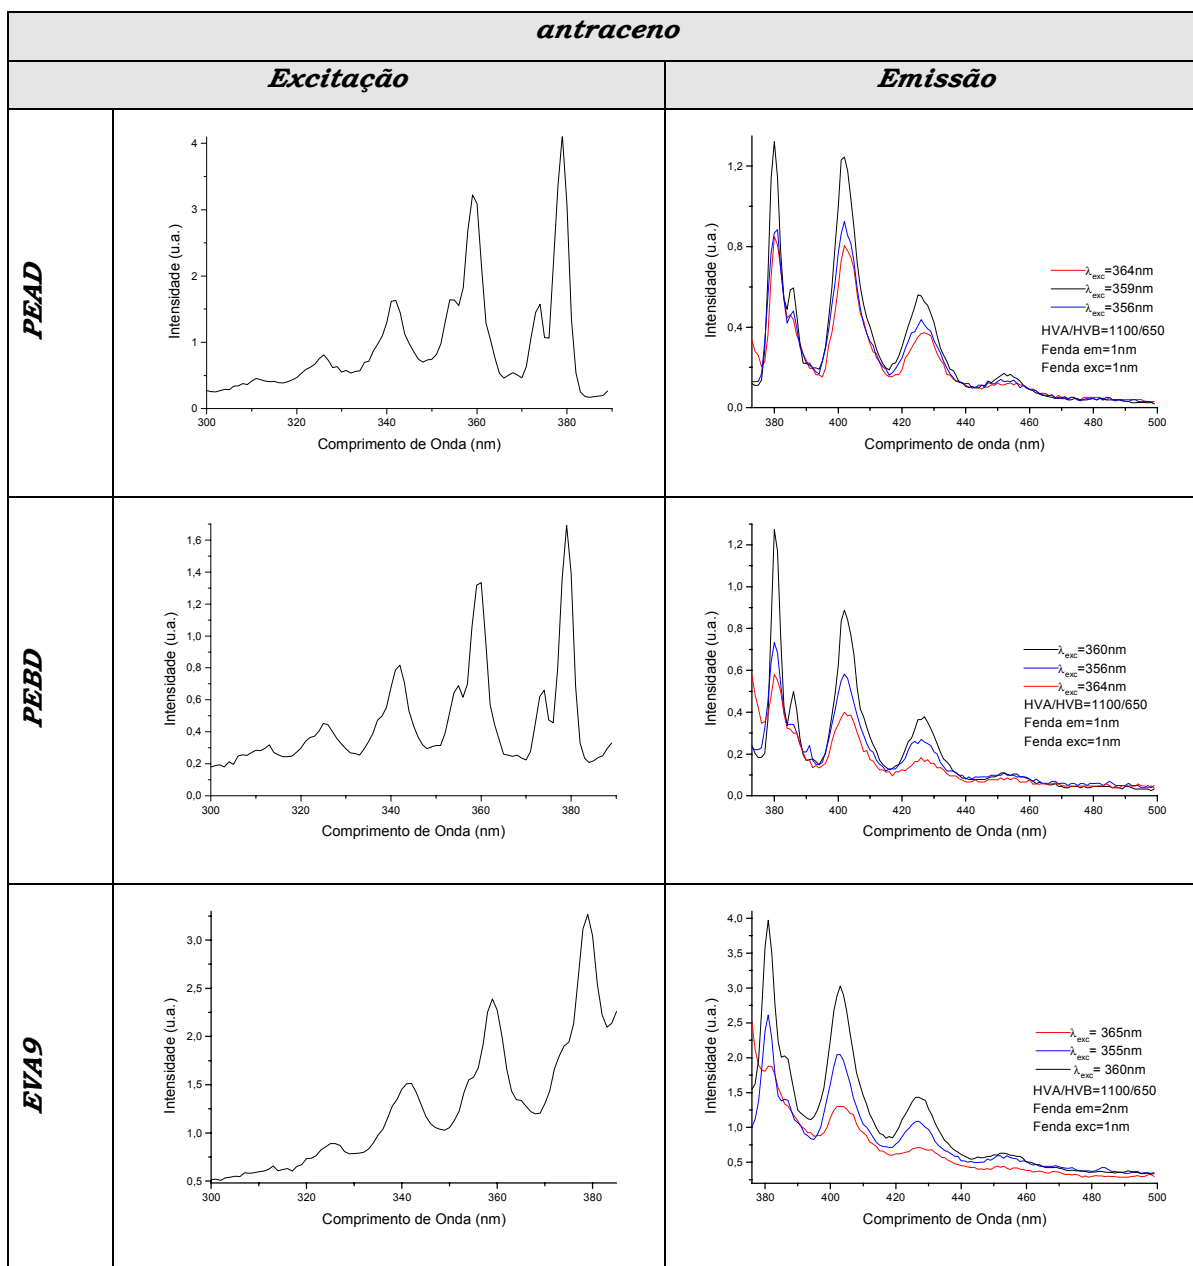 antraceno
Excitação
Emissão
PEAD
Intensidade (u.a.)
4
3
2
1
0
300
320
340
360
380
Comprimento de Onda (nm)
Intensidade (u.a.)
1,2
0,8
0,4
0,0
380
400
420
440
460
480
500
Comprimento de onda (nm)
λexc=364nm
λexc=359nm
λexc=356nm
HVA/HVB=1100/650
Fenda em=1nm
Fenda exc=1nm
PEBD
Intensidade (u.a.)
1,6
1,4
1,2
1,0
0,8
0,6
0,4
0,2
0,0
300
320
340
360
380
Comprimento de Onda (nm)
Intensidade (u.a.)
1,2
1,0
0,8
0,6
0,4
0,2
0,0
380
400
420
440
460
480
500
Comprimento de Onda (nm)
λexc=360nm
λexc=356nm
λexc=364nm
HVA/HVB=1100/650
Fenda em=1nm
Fenda exc=1nm
EVA9
Intensidade (u.a.)
3,0
2,5
2,0
1,5
1,0
0,5
300
320
340
360
380
Comprimento de Onda (nm)
Intensidade (u.a.)
4,0
3,5
3,0
2,5
2,0
1,5
1,0
0,5
380
400
420
440
460
480
500
Comprimento de Onda (nm)
λexc= 365nm
λexc= 355nm
λexc= 360nm
HVA/HVB=1100/650
Fenda em=2nm
Fenda exc=1nm